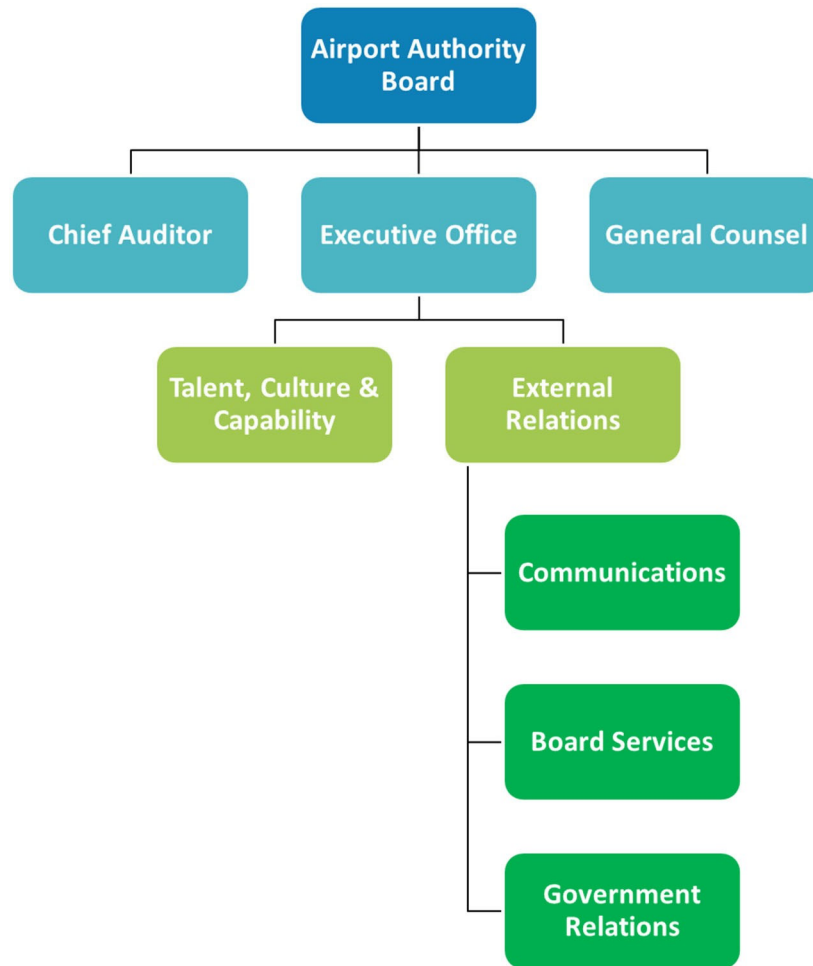 Airport Authority
Board
Chief Auditor
Executive Office
General Counsel
Talent, Culture &
Capability
External
Relations
Communications
Board Services
Government
Relations